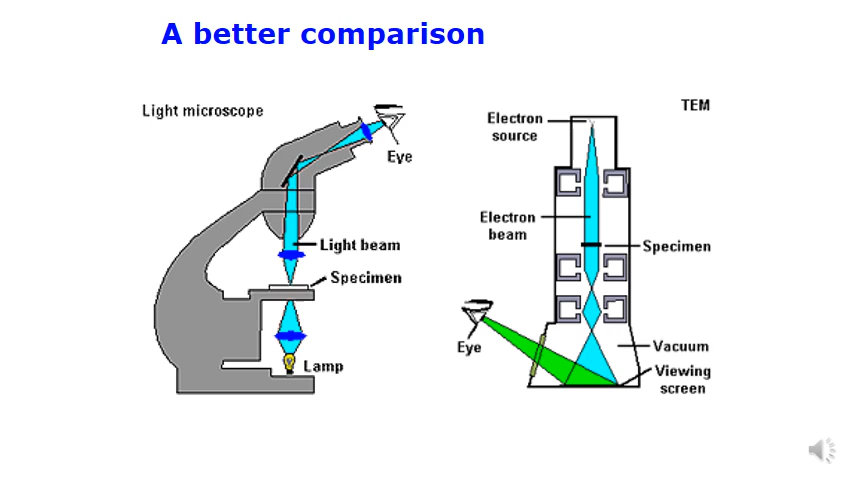 A better comparison
Light microscope
Eye
Light beam
Specimen
Lamp
TEM
Electron
source
Electron
beam
Specimen
Eye
Vacuum
Viewing
screen